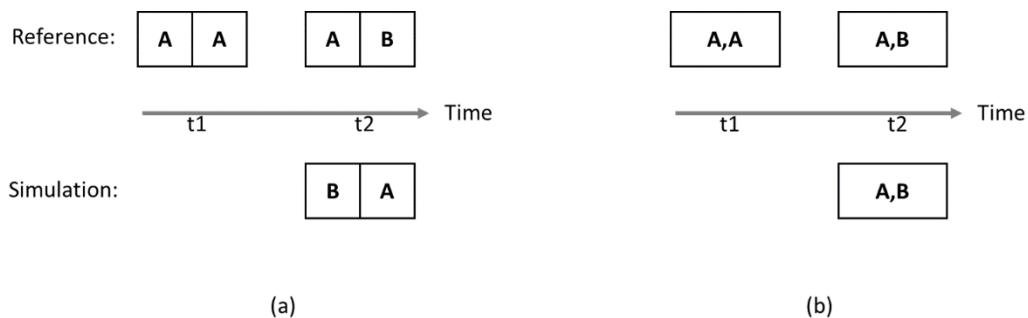 Reference: A A A B A,A A,B
Time Time
t1 t2 t1 t2
Simulation: B A A,B
(a) (b)